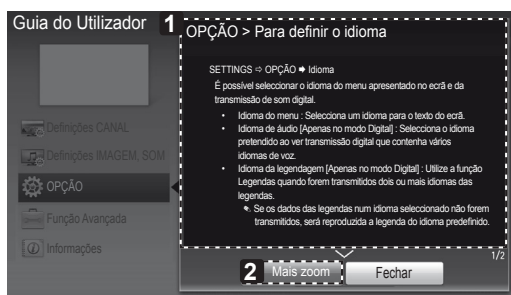 Guia do Utilizador
1
OPÇÃO > Para definir o idioma
SETTINGS ⇨ OPÇÃO ➡ Idioma
É possível seleccionar o idioma do menu apresentado no ecrã e da
transmissão de som digital.
• Idioma do menu : Selecciona um idioma para o texto do ecrã.
• Idioma de áudio [Apenas no modo Digital] : Selecciona o idioma
pretendido ao ver transmissão digital que contenha vários
idiomas de voz.
• Idioma da legendagem [Apenas no modo Digital] : Utilize a função
Legendas quando forem transmitidos dois ou mais idiomas das
legendas.
Se os dados das legendas num idioma seleccionado não forem
transmitidos, será reproduzida a legenda do idioma predefinido.
Definições CANAL
Definições IMAGEM, SOM
OPÇÃO
Função Avançada
Informações
1/2
2
Mais zoom
Fechar